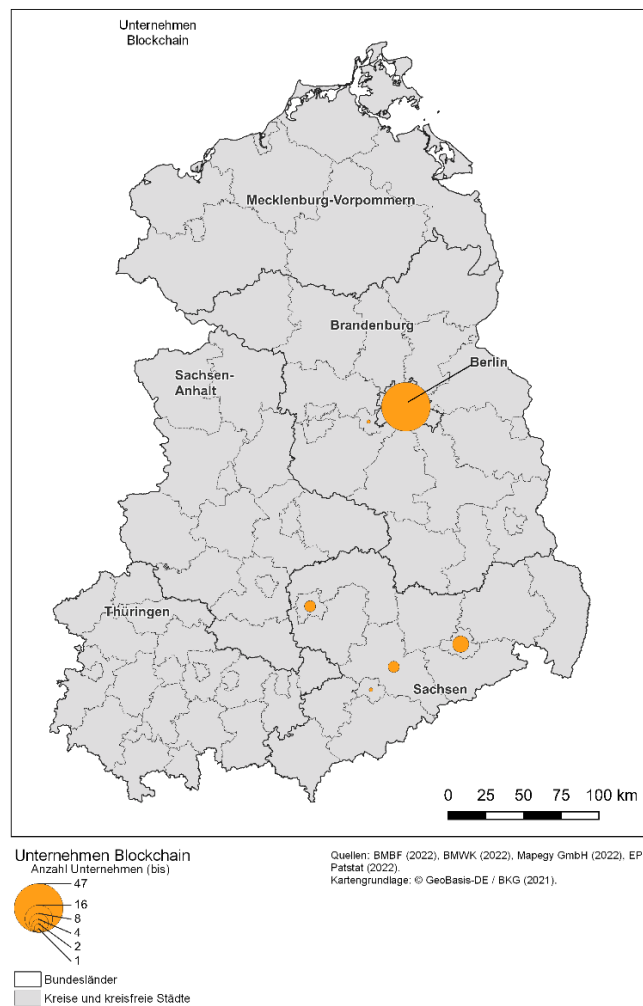 Unternehmen
Blockchain
Mecklenburg-Vorpommern
Brandenburg
Berlin
Sachsen-
Anhalt
Thüringen
Sachsen
0 25 50 75 100 km
Unternehmen Blockchain
Anzahl Unternehmen (bis)
47
16
8
4
2
1
Bundesländer
Kreise und kreisfreie Städte
Quellen: BMBF (2022), BMWK (2022), Mapegy GmbH (2022), EP
Patstat (2022).
Kartengrundlage: © GeoBasis-DE / BKG (2021).